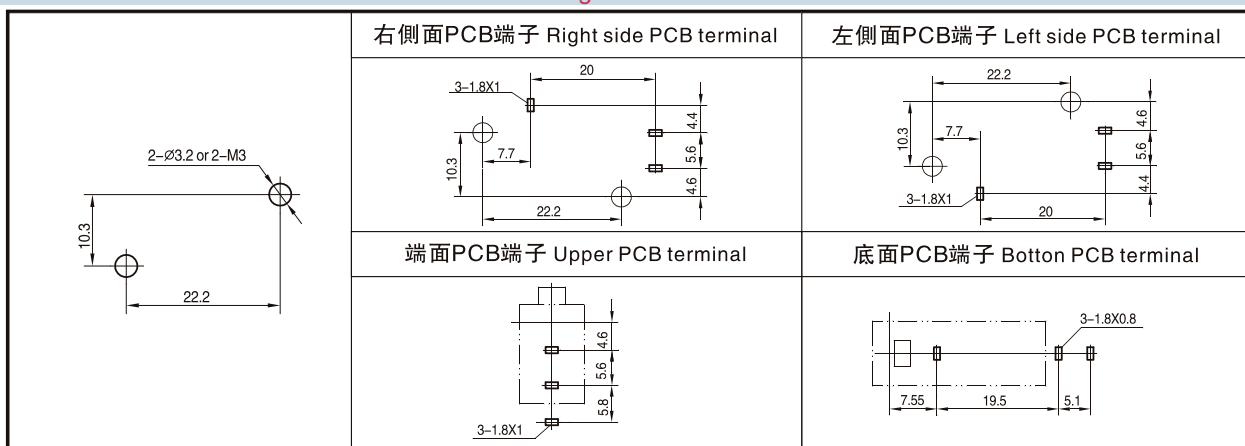 右側面PCB端子 Right side PCB terminal
左側面PCB端子 Left side PCB terminal
2-Ø3.2 or 2-M3
10.3
22.2
20
3-1.8X1
4.4
5.6
4.6
7.7
10.3
22.2
22.2
4.6
5.6
4.4
10.3
7.7
3-1.8X1
20
端面PCB端子 Upper PCB terminal
底面PCB端子 Botton PCB terminal
4.6
5.6
5.8
3-1.8X1
3-1.8X0.8
7.55
19.5
5.1